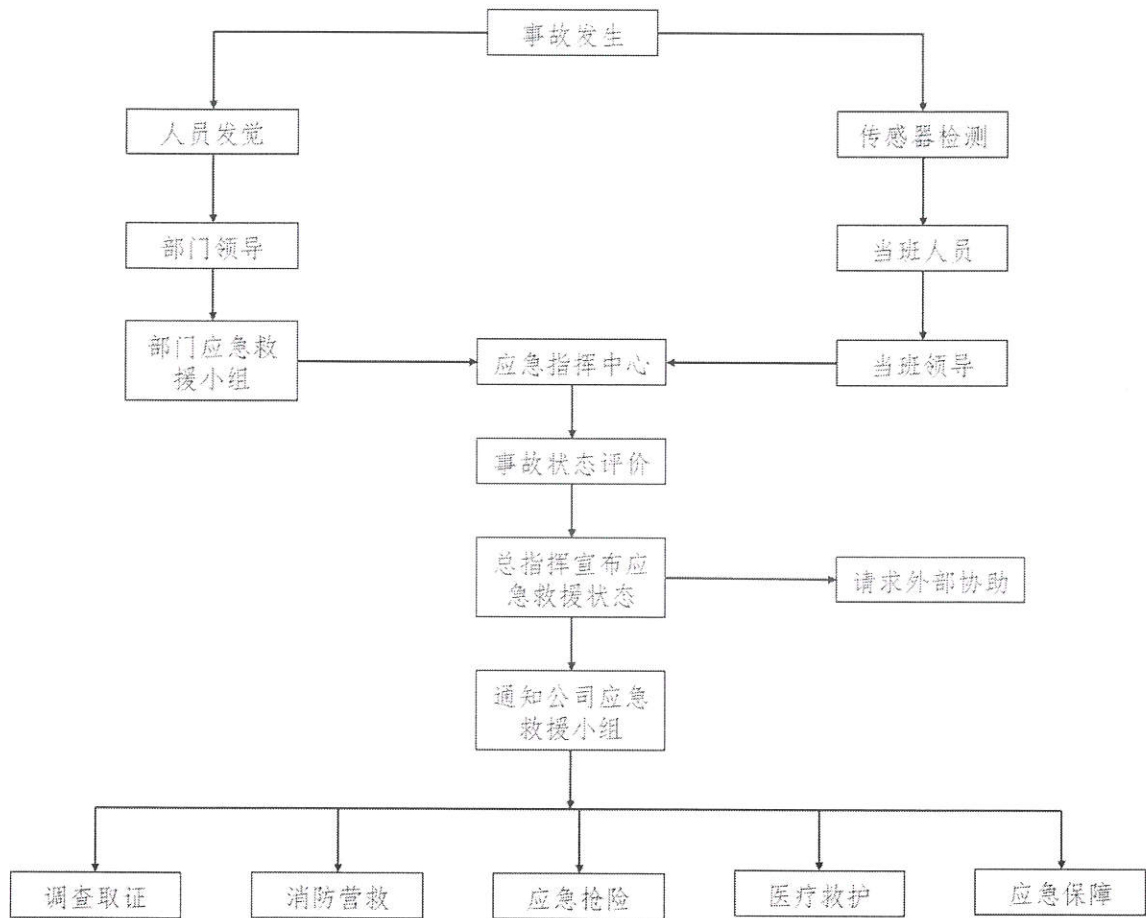 事故发生
人员发觉
传感器检测
部门领导
当班人员
部门应急救
援小组
应急指挥中心
当班领导
事故状态评价
总指挥宣布应
急救援状态
请求外部协助
通知公司应急
救援小组
调查取证
消防营救
应急抢险
医疗救护
应急保障